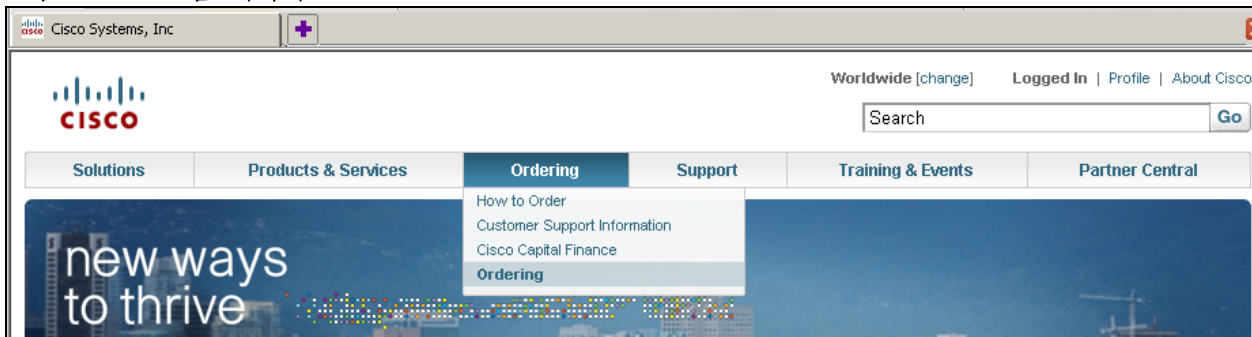 Cisco Systems, Inc
Worldwide [change] Logged In | Profile | About Cisco
CISCO
Search Go
Solutions Products & Services Ordering Support Training & Events Partner Central
How to Order
Customer Support Information
Cisco Capital Finance
Ordering
new ways
to thrive